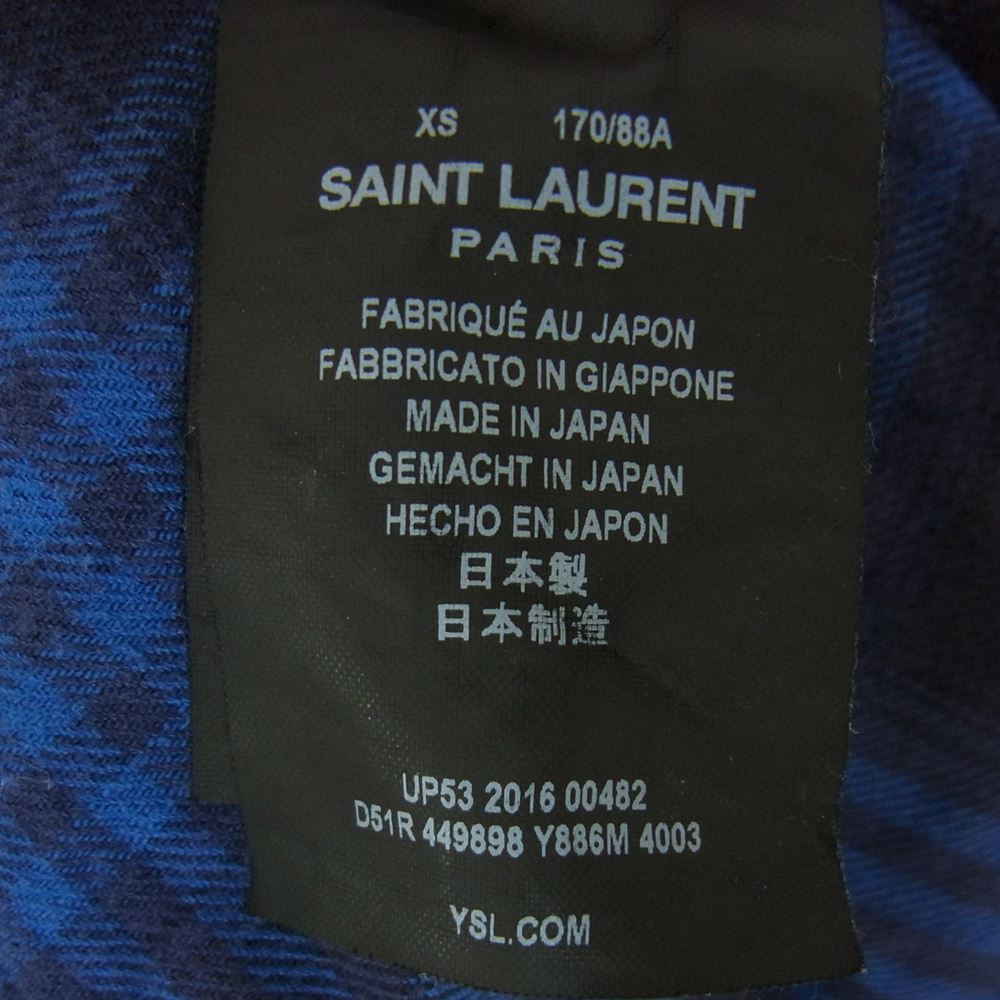 XS 170/88A
SAINT LAURENT
PARIS
FABRIQUÉ AU JAPON
FABBRICATO IN GIAPPONE
MADE IN JAPAN
GEMACHT IN JAPAN
HECHO EN JAPON
日本製
日本制造
UP53 2016 00482
D51R 449898 Y886M 4003
YSL.COM